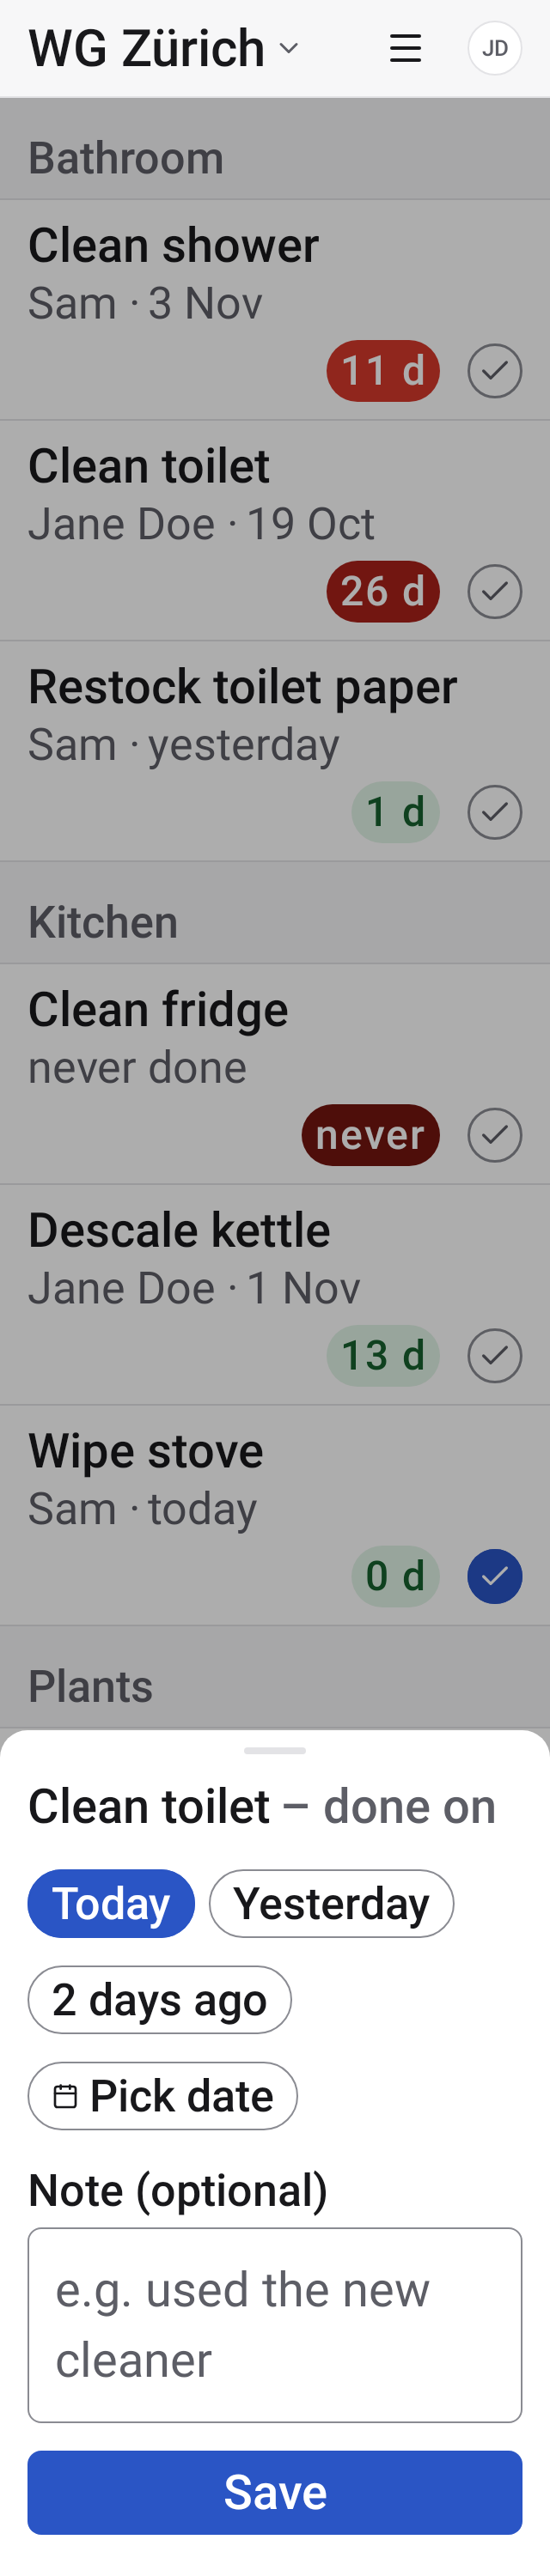 WG Zürich
JD
Bathroom
Clean shower
Sam · 3 Nov
11 d
Clean toilet
Jane Doe · 19 Oct
26 d
Restock toilet paper
Sam · yesterday
1 d
Kitchen
Clean fridge
never done
never
Descale kettle
Jane Doe · 1 Nov
13 d
Wipe stove
Sam · today
0 d
Plants
Clean toilet – done on
Today
Yesterday
2 days ago
Pick date
Note (optional)
e.g. used the new
cleaner
Save